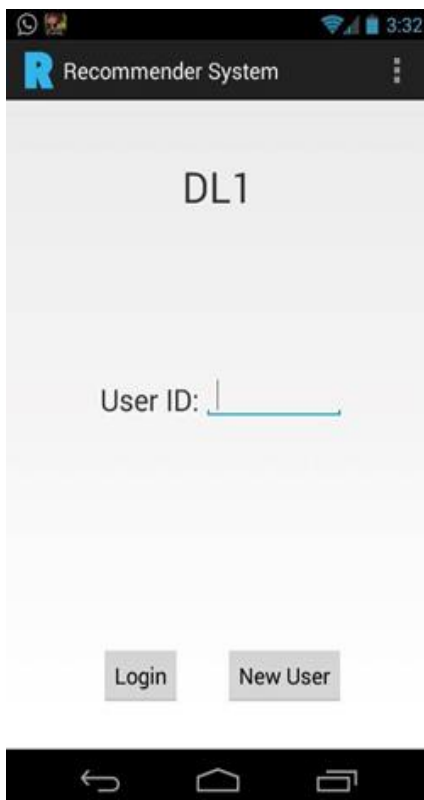 3:32
R Recommender System
DL1
User ID:
Login New User